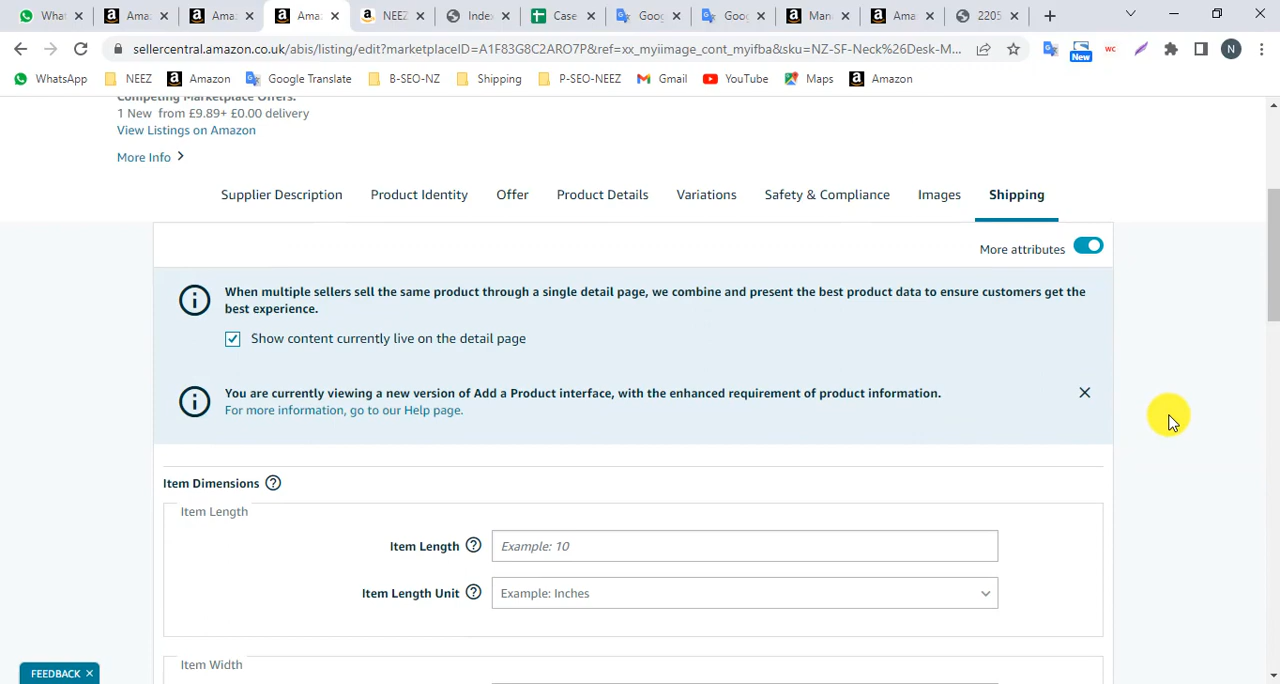 What
Ama
Ama
Ama
NEEZ
Index
Case
Goog
Goog
Man
Ama
2205
sellercentral.amazon.co.uk/abis/listing/edit?marketplaceID=A1F83G8C2ARO7P&ref=xx_myiimage_cont_myifba&sku=NZ-SF-Neck%26Desk-M...
New
WC
N
WhatsApp
NEEZ
Amazon
Google Translate
B-SEO-NZ
Shipping
P-SEO-NEEZ
Gmail
YouTube
Maps
Amazon
Competing Marketplace Offers:
1 New from £9.89+ £0.00 delivery
View Listings on Amazon
More Info
Supplier Description
Product Identity
Offer
Product Details
Variations
Safety & Compliance
Images
Shipping
More attributes
When multiple sellers sell the same product through a single detail page, we combine and present the best product data to ensure customers get the
best experience.
Show content currently live on the detail page
You are currently viewing a new version of Add a Product interface, with the enhanced requirement of product information.
For more information, go to our Help page.
Item Dimensions
Item Length
Item Length
Example: 10
Item Length Unit
Example: Inches
Item Width
FEEDBACK